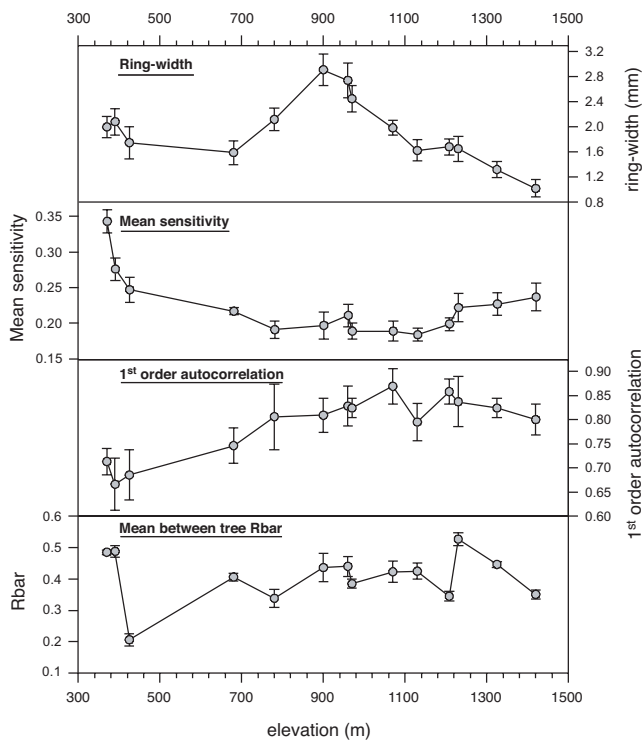 300 500 700 900 1100 1300 1500
Ring-width
3.2
2.8
2.4
2.0
1.6
1.2
0.8
ring-width (mm)
Mean sensitivity
0.35
0.30
0.25
0.20
0.15
Mean sensitivity
1st order autocorrelation
0.90
0.85
0.80
0.75
0.70
0.65
0.60
1st order autocorrelation
Mean between tree Rbar
0.6
0.5
0.4
0.3
0.2
0.1
Rbar
300 500 700 900 1100 1300 1500
elevation (m)